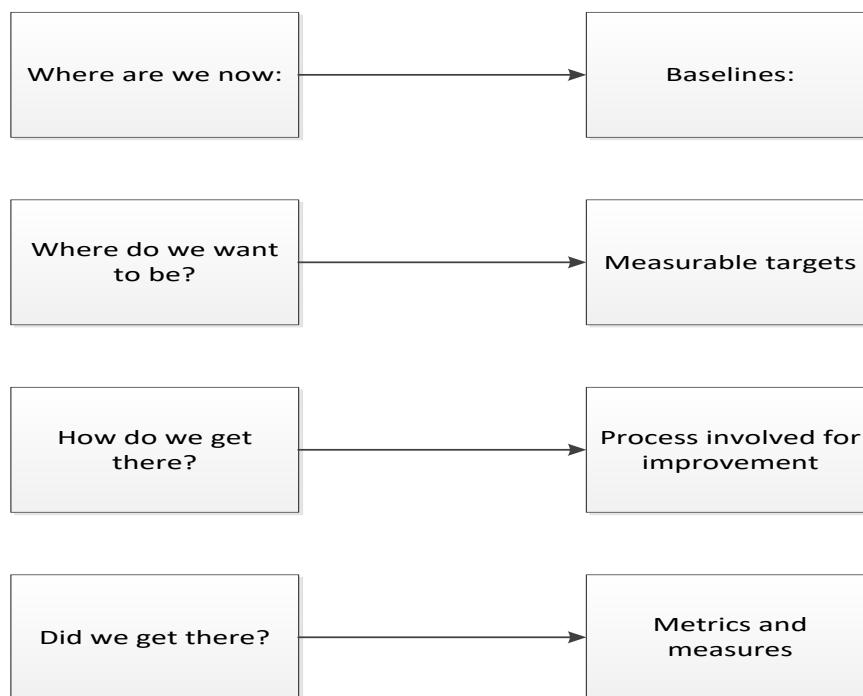 Where are we now:
Baselines:
Where do we want
to be?
Measurable targets
How do we get
there?
Process involved for
improvement
Did we get there?
Metrics and
measures